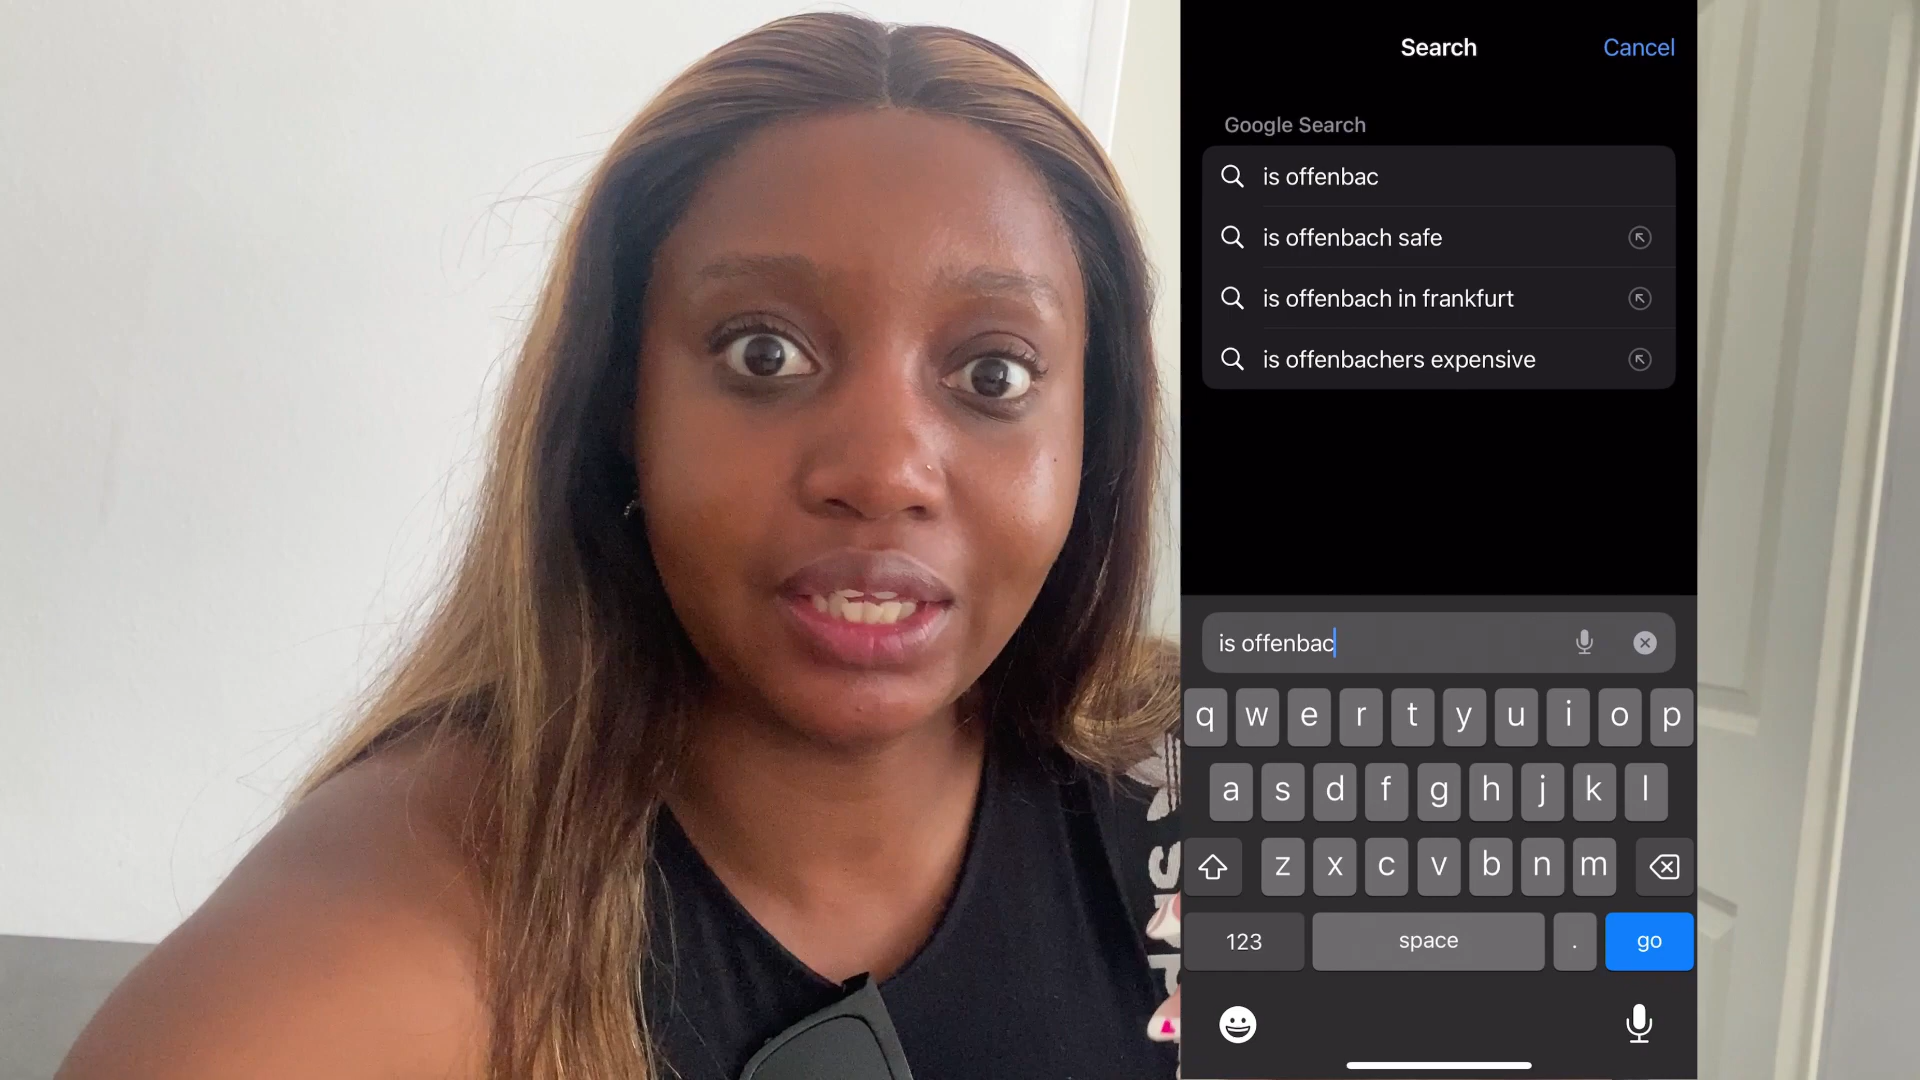 Search
Cancel
Google Search
is offenbac
is offenbach safe
is offenbach in frankfurt
is offenbachers expensive
is offenbac
q w e r t y u i o p
a s d f g h j k l
z x c v b n m
123 space . go